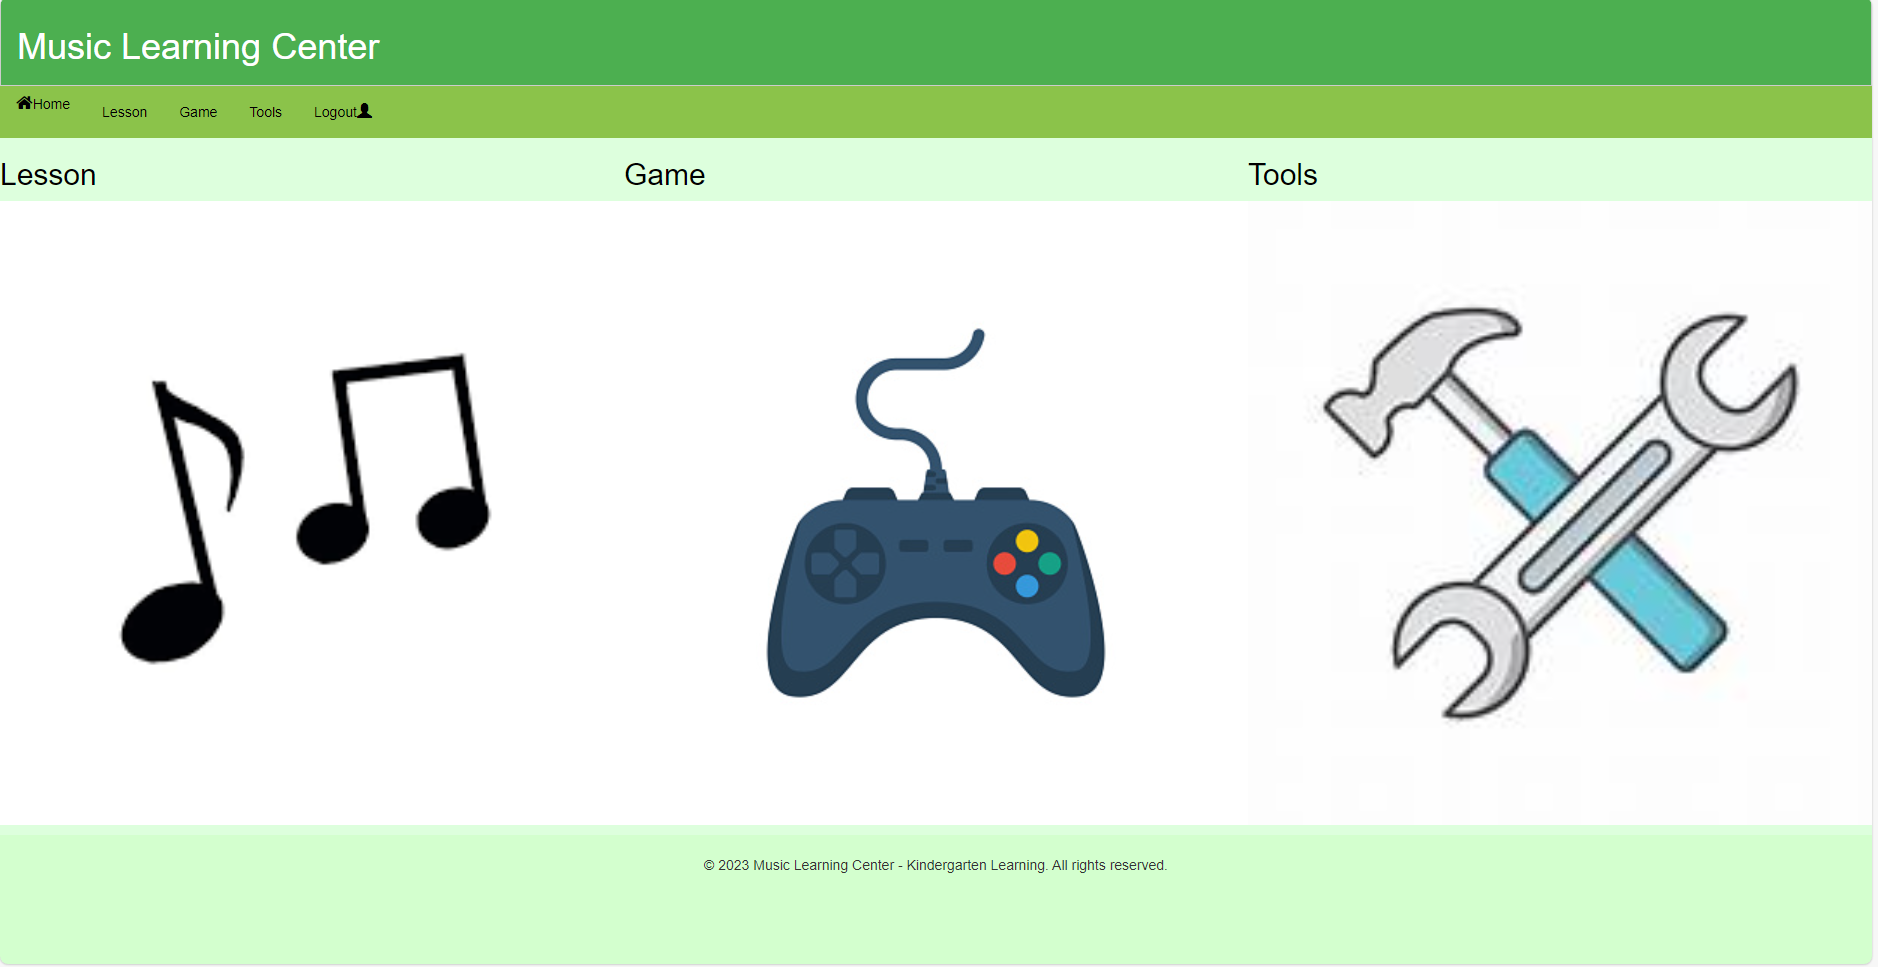 Music Learning Center
Home Lesson Game Tools Logout
Lesson Game Tools
© 2023 Music Learning Center - Kindergarten Learning. All rights reserved.